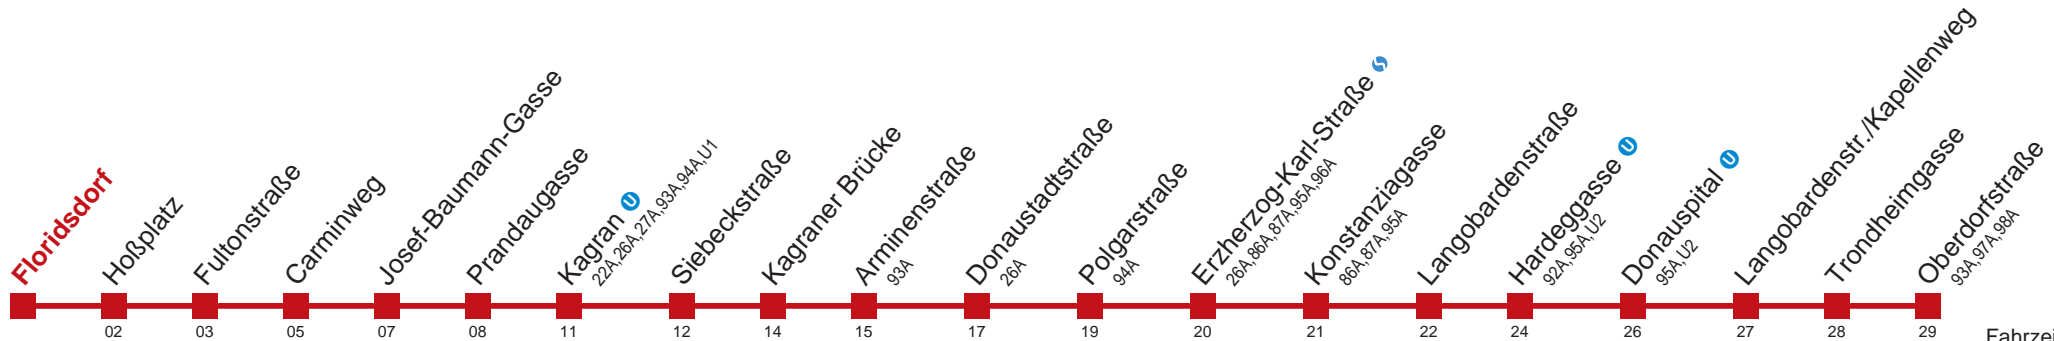 Floridsdorf
Hoßplatz
Fultonstraße
Carminweg
Josef-Baumann-Gasse
Prandaugasse
Kagran U
22A,26A,27A,93A,94A,U1
Siebeckstraße
Kagraner Brücke
Arminenstraße
93A
Donaustadtstraße
26A
Polgarstraße
94A
Erzherzog-Karl-Straße S
26A,86A,87A,95A,96A
Konstanziagasse
86A,87A,95A
Langobardenstraße
Hardeggasse U
92A,95A,U2
Donauspital U
95A,U2
Langobardenstr./Kapellenweg
Trondheimgasse
Oberdorfstraße
93A,97A,98A
02 03 05 07 08 11 12 14 15 17 19 20 21 22 24 26 27 28 29
Fahrzei